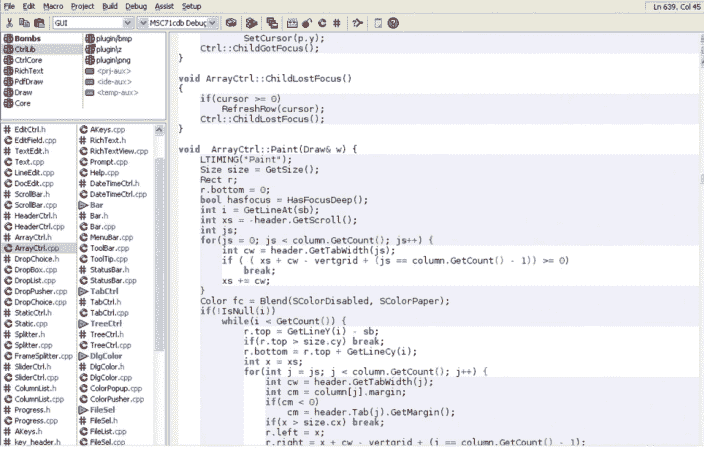 File Edit Macro Project Build Debug Assist Setup
Ln 639, Col 45
GUI
MSC71cdb Debug
Bombs
CtrlLib
CtrlCore
RichText
PdfDraw
Draw
Core
plugin/bmp
plugin\z
plugin\png
<prj-aux>
<ide-aux>
<temp-aux>
EditCtrl.h
EditField.cpp
TextEdit.h
Text.cpp
LineEdit.cpp
DocEdit.cpp
ScrollBar.h
ScrollBar.cpp
HeaderCtrl.h
HeaderCtrl.cpp
ArrayCtrl.h
ArrayCtrl.cpp
DropChoice.h
DropBox.cpp
DropList.cpp
DropPusher.cpp
DropChoice.cpp
StaticCtrl.h
Static.cpp
Splitter.h
Splitter.cpp
FrameSplitter.cpp
SliderCtrl.h
SliderCtrl.cpp
ColumnList.h
ColumnList.cpp
Progress.h
Progress.cpp
AKeys.h
key_header.h
AKeys.cpp
RichText.h
RichTextView.cpp
Prompt.cpp
Help.cpp
DateTimeCtrl.h
DateTimeCtrl.cpp
Bar
Bar.h
Bar.cpp
MenuBar.cpp
ToolBar.cpp
ToolTip.cpp
StatusBar.h
StatusBar.cpp
TabCtrl
TabCtrl.h
TabCtrl.cpp
TreeCtrl
TreeCtrl.h
TreeCtrl.cpp
DlgColor
DlgColor.h
DlgColor.cpp
ColorPopup.cpp
ColorPusher.cpp
FileSel
FileSel.h
FileList.cpp
FileSel.cpp
SetCursor(p.y);
Ctrl::ChildGotFocus();
}
void ArrayCtrl::ChildLostFocus()
{
if(cursor >= 0)
RefreshRow(cursor);
Ctrl::ChildLostFocus();
}
void ArrayCtrl::Paint(Draw& w) {
LTIMING("Paint");
Size size = GetSize();
Rect r;
r.bottom = 0;
bool hasfocus = HasFocusDeep();
int i = GetLineAt(sb);
int xs = -header.GetScroll();
int js;
for(js = 0; js < column.GetCount(); js++) {
int cw = header.GetTabWidth(js);
if ( ( xs + cw - vertgrid + (js == column.GetCount() - 1)) >= 0)
break;
xs += cw;
}
Color fc = Blend(SColorDisabled, SColorPaper);
if(!IsNull(i))
while(i < GetCount()) {
r.top = GetLineY(i) - sb;
if(r.top > size.cy) break;
r.bottom = r.top + GetLineCy(i);
int x = xs;
for(int j = js; j < column.GetCount(); j++) {
int cw = header.GetTabWidth(j);
int cm = column[j].margin;
if(cm < 0)
cm = header.Tab(j).GetMargin();
if(x > size.cx) break;
r.left = x;
r.right = x + cw - vertgrid + (j == column.GetCount() - 1);